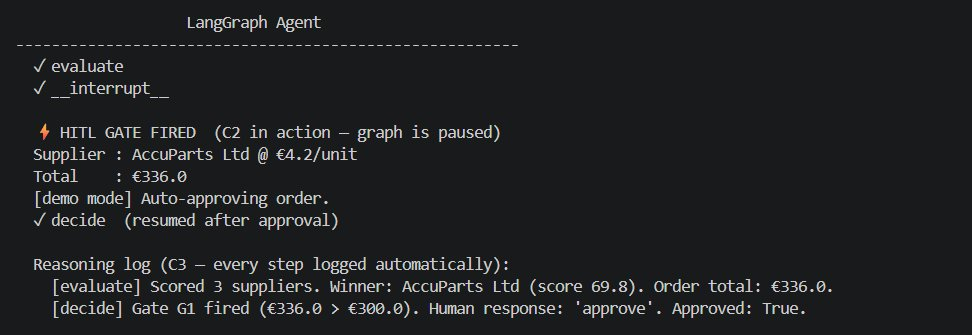 LangGraph Agent
--------------------------------------------------------
✓ evaluate
✓ __interrupt__
⚡ HITL GATE FIRED  (C2 in action — graph is paused)
Supplier : AccuParts Ltd @ €4.2/unit
Total    : €336.0
[demo mode] Auto-approving order.
✓ decide  (resumed after approval)
Reasoning log (C3 — every step logged automatically):
[evaluate] Scored 3 suppliers. Winner: AccuParts Ltd (score 69.8). Order total: €336.0.
[decide] Gate G1 fired (€336.0 > €300.0). Human response: 'approve'. Approved: True.